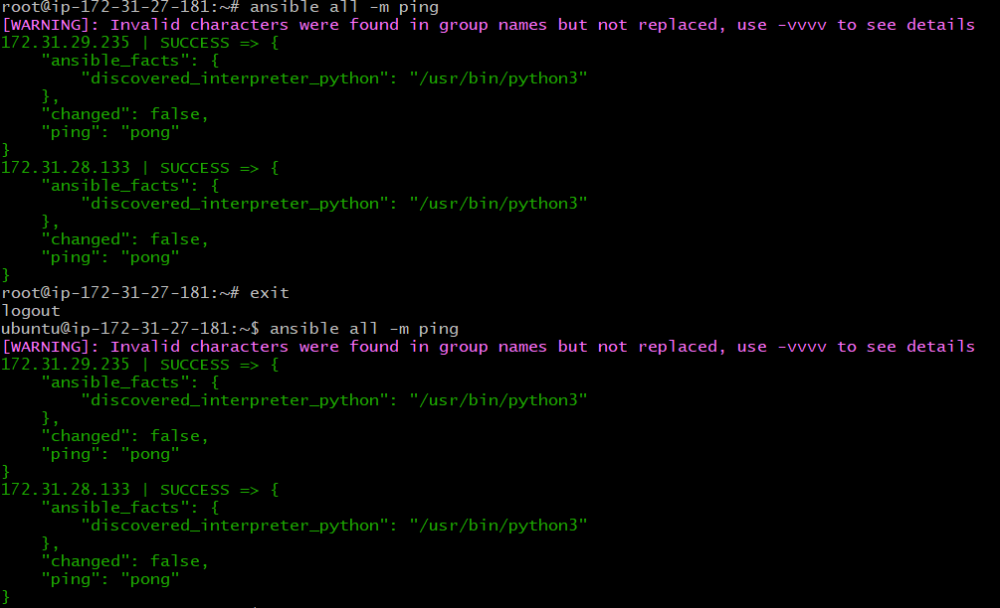 root@ip-172-31-27-181:~# ansible all -m ping
[WARNING]: Invalid characters were found in group names but not replaced, use -vvvv to see details
172.31.29.235 | SUCCESS => {
    "ansible_facts": {
        "discovered_interpreter_python": "/usr/bin/python3"
    },
    "changed": false,
    "ping": "pong"
}
172.31.28.133 | SUCCESS => {
    "ansible_facts": {
        "discovered_interpreter_python": "/usr/bin/python3"
    },
    "changed": false,
    "ping": "pong"
}
root@ip-172-31-27-181:~# exit
logout
ubuntu@ip-172-31-27-181:~$ ansible all -m ping
[WARNING]: Invalid characters were found in group names but not replaced, use -vvvv to see details
172.31.29.235 | SUCCESS => {
    "ansible_facts": {
        "discovered_interpreter_python": "/usr/bin/python3"
    },
    "changed": false,
    "ping": "pong"
}
172.31.28.133 | SUCCESS => {
    "ansible_facts": {
        "discovered_interpreter_python": "/usr/bin/python3"
    },
    "changed": false,
    "ping": "pong"
}